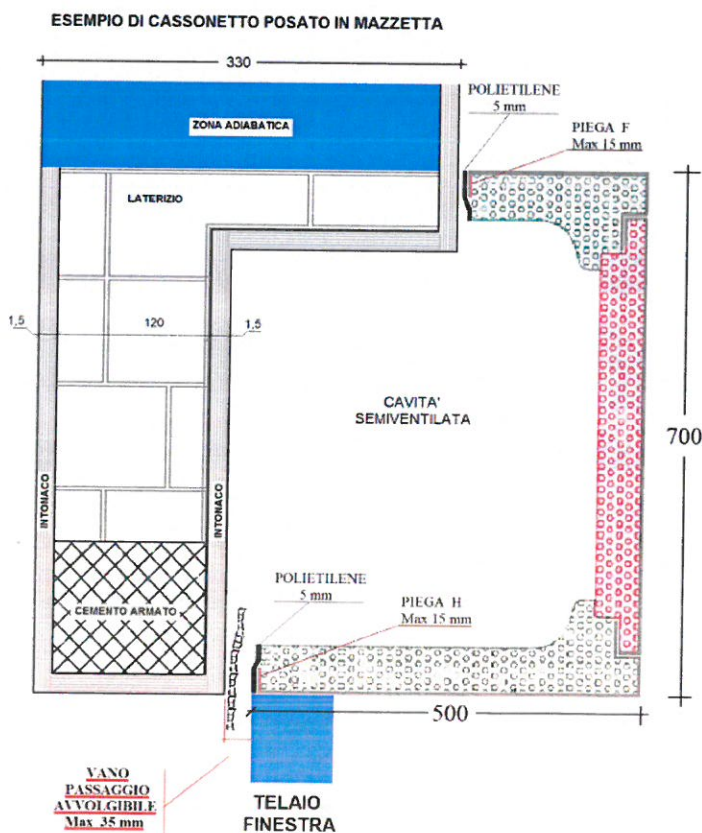 ESEMPIO DI CASSONETTO POSATO IN MAZZETTA
330
POLIETILENE
5 mm
PIEGA F
Max 15 mm
ZONA ADIABATICA
LATERIZIO
1,5
120
1,5
CAVITA'
SEMIVENTILATA
700
INTONACO
INTONACO
POLIETILENE
5 mm
PIEGA H
Max 15 mm
CEMENTO ARMATO
500
VANO
PASSAGGIO
AVVOLGIBILE
Max 35 mm
TELAIO
FINESTRA